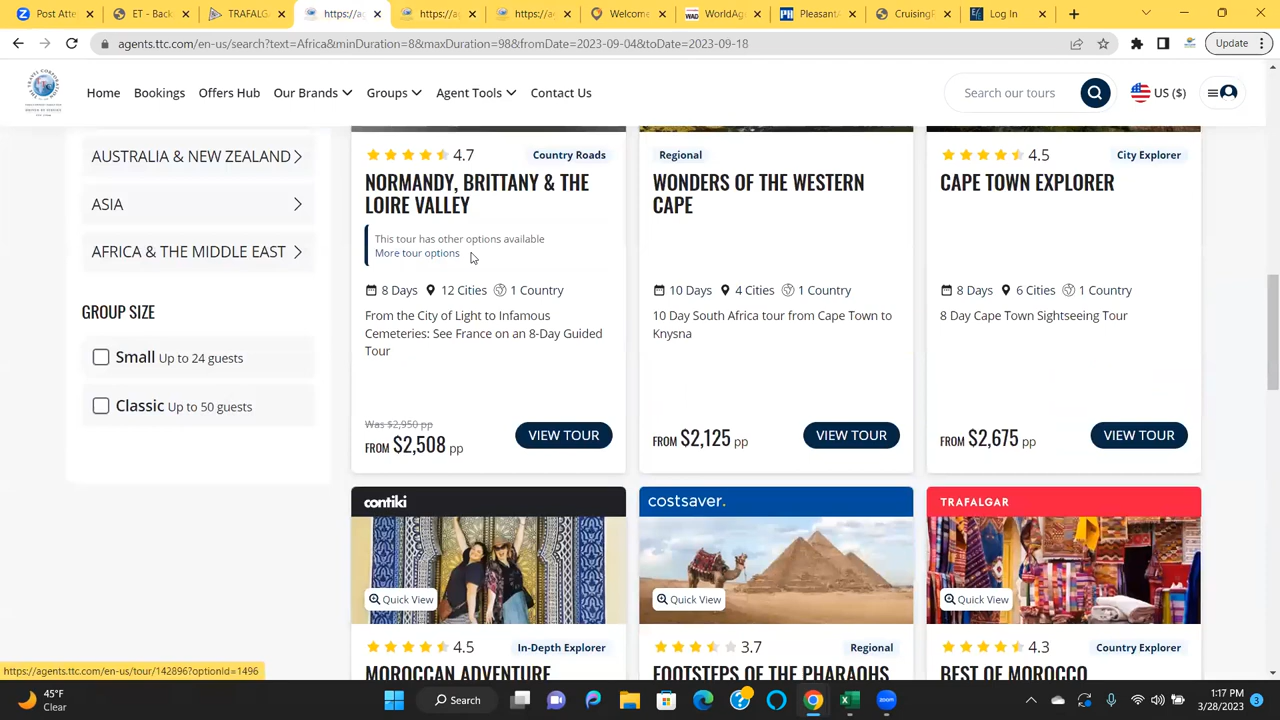 Post Atte
ET - Back
TRAFALG
https://ag
https://ag
https://ag
Welcome
WorldAge
PleasantA
CruisingP
Log In
agents.ttc.com/en-us/search?text=Africa&minDuration=8&maxDuration=98&fromDate=2023-09-04&toDate=2023-09-18
Update
Home Bookings Offers Hub Our Brands Groups Agent Tools Contact Us
Search our tours
US ($)
AUSTRALIA & NEW ZEALAND
ASIA
AFRICA & THE MIDDLE EAST
GROUP SIZE
Small Up to 24 guests
Classic Up to 50 guests
4.7 Country Roads
NORMANDY, BRITTANY & THE
LOIRE VALLEY
This tour has other options available
More tour options
8 Days 12 Cities 1 Country
From the City of Light to Infamous
Cemeteries: See France on an 8-Day Guided
Tour
Was $2,950 pp
FROM $2,508 pp
VIEW TOUR
Regional
WONDERS OF THE WESTERN
CAPE
10 Days 4 Cities 1 Country
10 Day South Africa tour from Cape Town to
Knysna
FROM $2,125 pp
VIEW TOUR
4.5 City Explorer
CAPE TOWN EXPLORER
8 Days 6 Cities 1 Country
8 Day Cape Town Sightseeing Tour
FROM $2,675 pp
VIEW TOUR
contiki
Quick View
4.5 In-Depth Explorer
MOROCCAN ADVENTURE
costsaver.
Quick View
3.7 Regional
FOOTSTEPS OF THE PHARAOHS
TRAFALGAR
Quick View
4.3 Country Explorer
BEST OF MOROCCO
https://agents.ttc.com/en-us/tour/142896?optionId=1496
45°F
Clear
Search
1:17 PM
3/28/2023
3